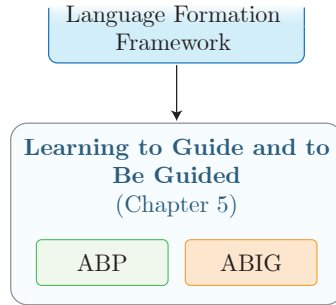 Language Formation
Framework
Learning to Guide and to
Be Guided
(Chapter 5)
ABP
ABIG